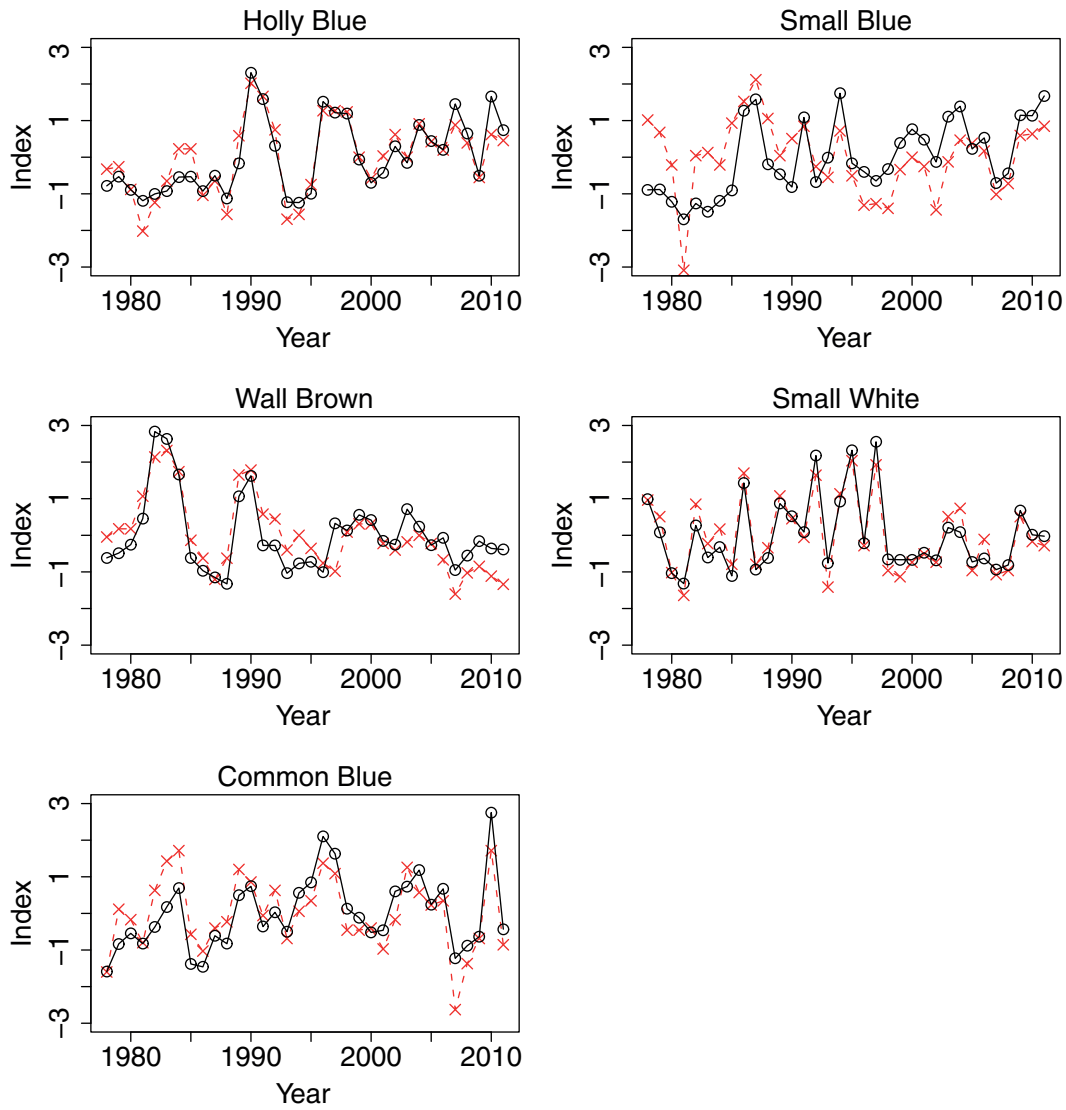 Holly Blue
Index
3
1
−1
−3
1980
1990
2000
2010
Year
Small Blue
Index
3
1
−1
−3
1980
1990
2000
2010
Year
Wall Brown
Index
3
1
−1
−3
1980
1990
2000
2010
Year
Small White
Index
3
1
−1
−3
1980
1990
2000
2010
Year
Common Blue
Index
3
1
−1
−3
1980
1990
2000
2010
Year